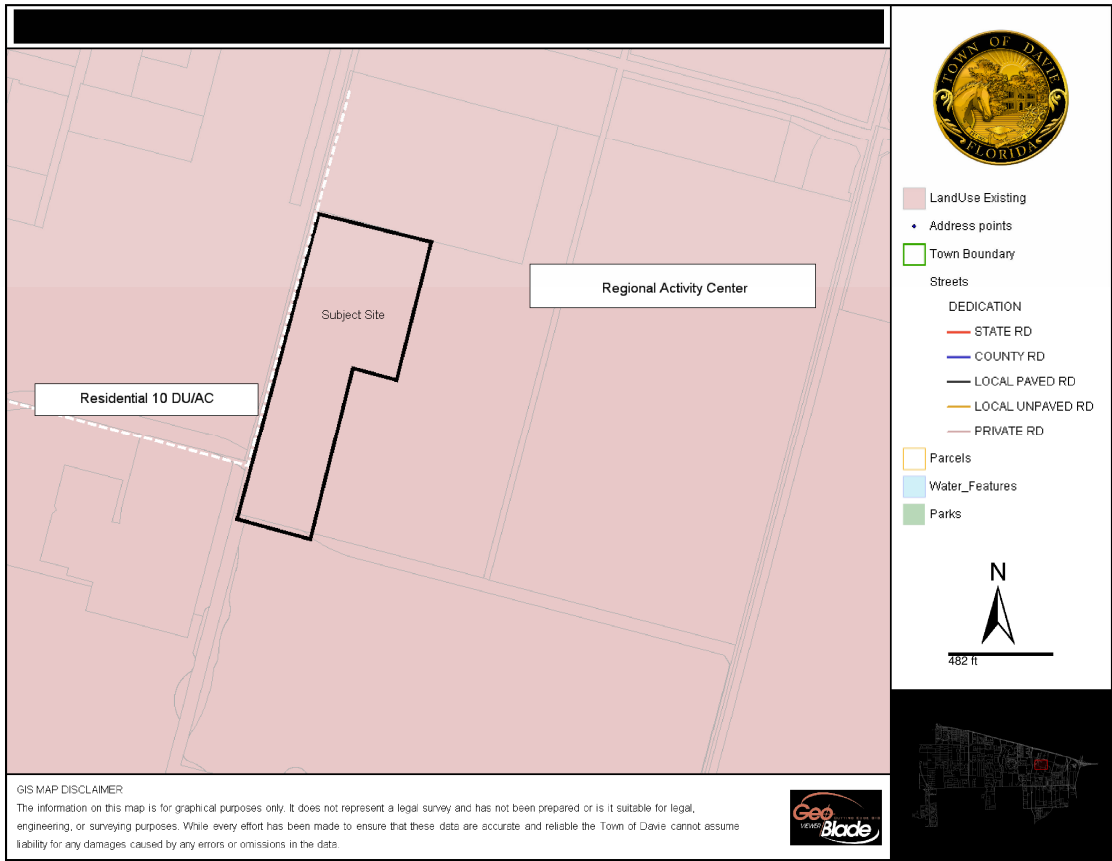 Subject Site
Regional Activity Center
Residential 10 DU/AC
TOWN OF DAVIE
FLORIDA
LandUse Existing
Address points
Town Boundary
Streets
DEDICATION
STATE RD
COUNTY RD
LOCAL PAVED RD
LOCAL UNPAVED RD
PRIVATE RD
Parcels
Water_Features
Parks
N
482 ft
GIS MAP DISCLAIMER
The information on this map is for graphical purposes only. It does not represent a legal survey and has not been prepared or is it suitable for legal,
engineering, or surveying purposes. While every effort has been made to ensure that these data are accurate and reliable the Town of Davie cannot assume
liability for any damages caused by any errors or omissions in the data.
Geo
VIEWER Blade